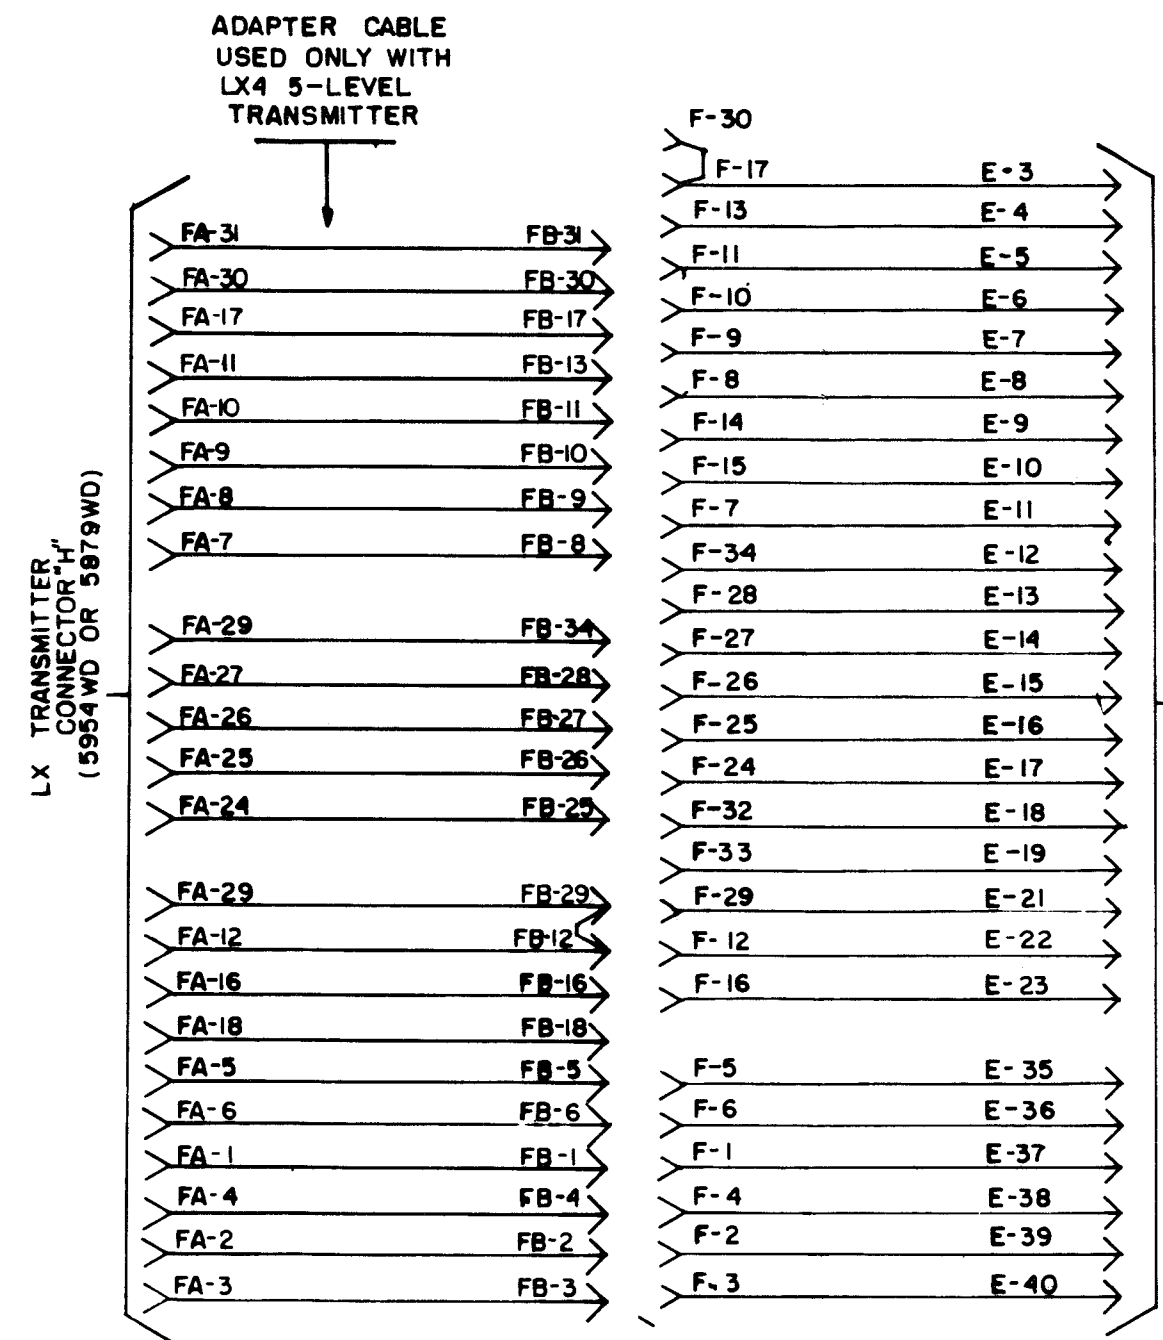 ADAPTER CABLE
USED ONLY WITH
LX4 5-LEVEL
TRANSMITTER
LX TRANSMITTER
CONNECTOR "H"
(5954WD OR 5979WD)
FA-31 FB-31
FA-30 FB-30
FA-17 FB-17
FA-11 FB-13
FA-10 FB-11
FA-9 FB-10
FA-8 FB-9
FA-7 FB-8
FA-29 FB-34
FA-27 FB-28
FA-26 FB-27
FA-25 FB-26
FA-24 FB-25
FA-29 FB-29
FA-12 FB-12
FA-16 FB-16
FA-18 FB-18
FA-5 FB-5
FA-6 FB-6
FA-1 FB-1
FA-4 FB-4
FA-2 FB-2
FA-3 FB-3
F-30
F-17 E-3
F-13 E-4
F-11 E-5
F-10 E-6
F-9 E-7
F-8 E-8
F-14 E-9
F-15 E-10
F-7 E-11
F-34 E-12
F-28 E-13
F-27 E-14
F-26 E-15
F-25 E-16
F-24 E-17
F-32 E-18
F-33 E-19
F-29 E-21
F-12 E-22
F-16 E-23
F-5 E-35
F-6 E-36
F-1 E-37
F-4 E-38
F-2 E-39
F-3 E-40